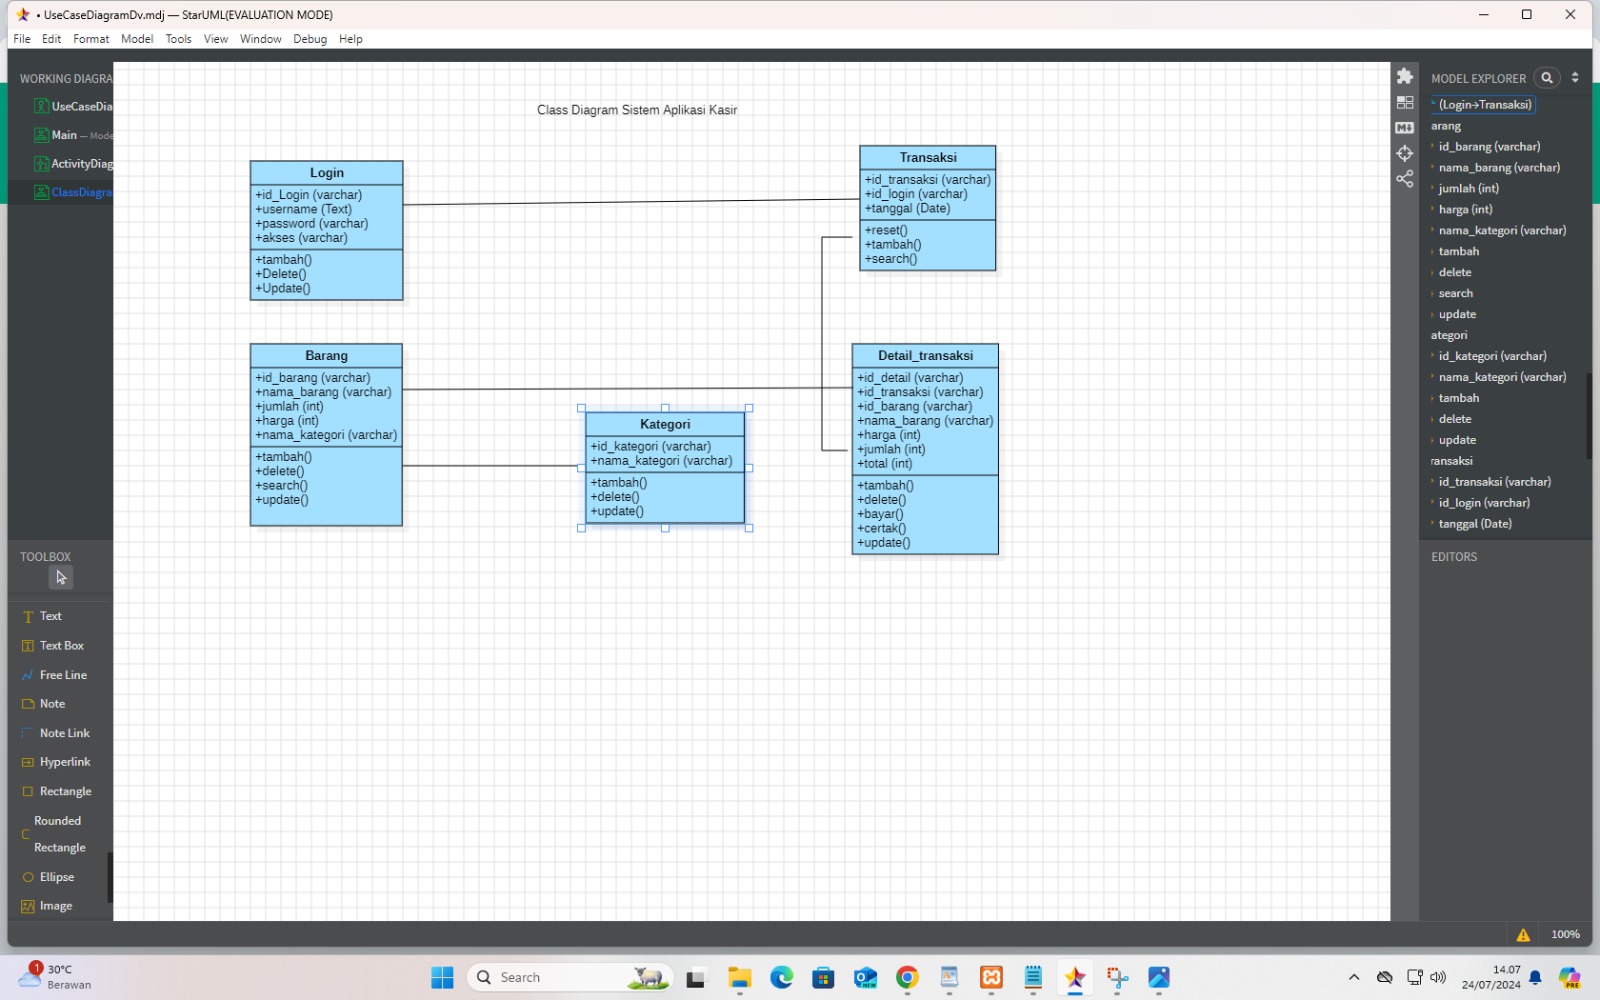 • UseCaseDiagramDv.mdj — StarUML(EVALUATION MODE)
File Edit Format Model Tools View Window Debug Help
WORKING DIAGRA
UseCaseDia
Main — Mode
ActivityDiag
ClassDiagra
TOOLBOX
Text
Text Box
Free Line
Note
Note Link
Hyperlink
Rectangle
Rounded
Rectangle
Ellipse
Image
Class Diagram Sistem Aplikasi Kasir
Login
+id_Login (varchar)
+username (Text)
+password (varchar)
+akses (varchar)
+tambah()
+Delete()
+Update()
Transaksi
+id_transaksi (varchar)
+id_login (varchar)
+tanggal (Date)
+reset()
+tambah()
+search()
Barang
+id_barang (varchar)
+nama_barang (varchar)
+jumlah (int)
+harga (int)
+nama_kategori (varchar)
+tambah()
+delete()
+search()
+update()
Kategori
+id_kategori (varchar)
+nama_kategori (varchar)
+tambah()
+delete()
+update()
Detail_transaksi
+id_detail (varchar)
+id_transaksi (varchar)
+id_barang (varchar)
+nama_barang (varchar)
+harga (int)
+jumlah (int)
+total (int)
+tambah()
+delete()
+bayar()
+certak()
+update()
MODEL EXPLORER
(Login→Transaksi)
arang
id_barang (varchar)
nama_barang (varchar)
jumlah (int)
harga (int)
nama_kategori (varchar)
tambah
delete
search
update
ategori
id_kategori (varchar)
nama_kategori (varchar)
tambah
delete
update
ransaksi
id_transaksi (varchar)
id_login (varchar)
tanggal (Date)
EDITORS
100%
1
30°C
Berawan
Search
NEW
14.07
24/07/2024
PRE